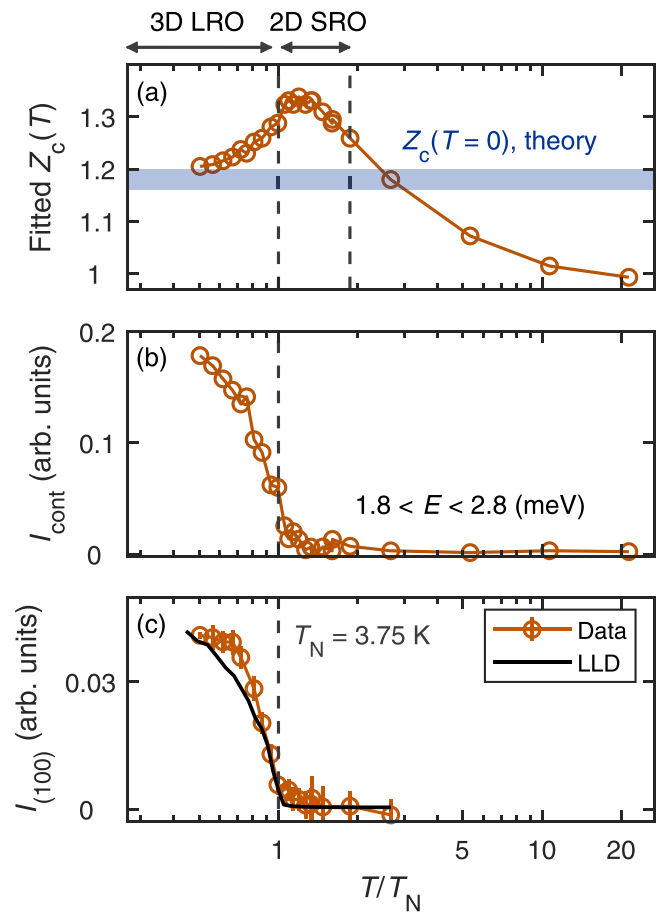 3D LRO 2D SRO
(a)
Fitted Z_c(T)
1.3
1.2
1.1
1
Z_c(T = 0), theory
(b)
I_cont (arb. units)
0.2
0.1
0
1.8 < E < 2.8 (meV)
(c)
I_(100) (arb. units)
0.03
0
T_N = 3.75 K
Data
LLD
1 5 10 20
T/T_N